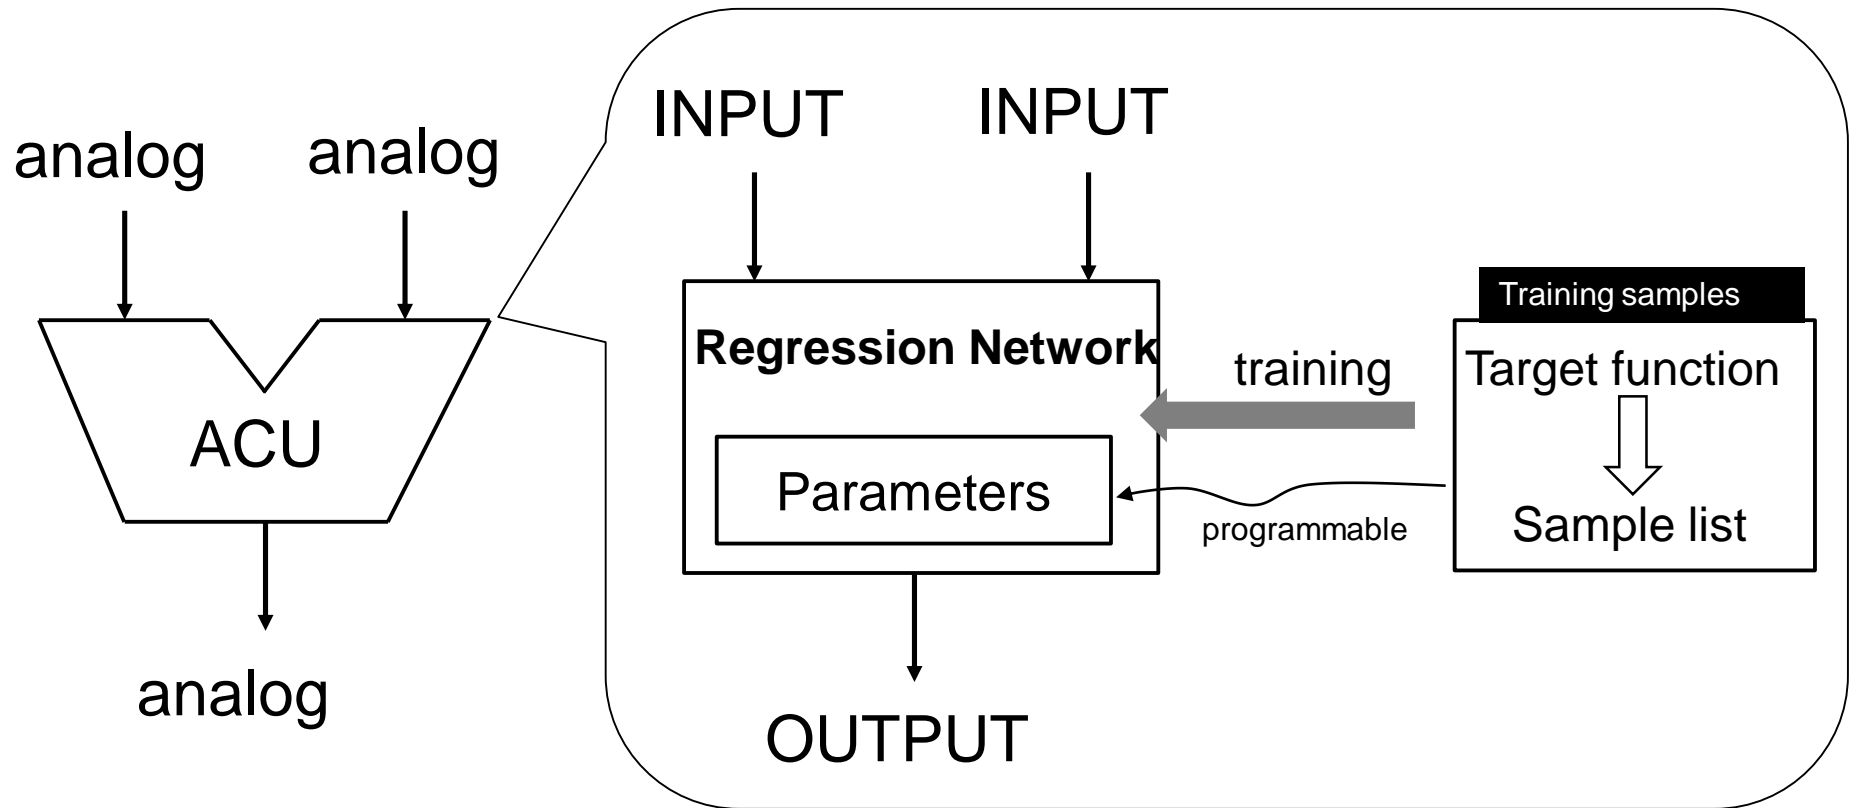 analog
analog
ACU
analog
INPUT
INPUT
Regression Network
Parameters
OUTPUT
training
programmable
Training samples
Target function
Sample list